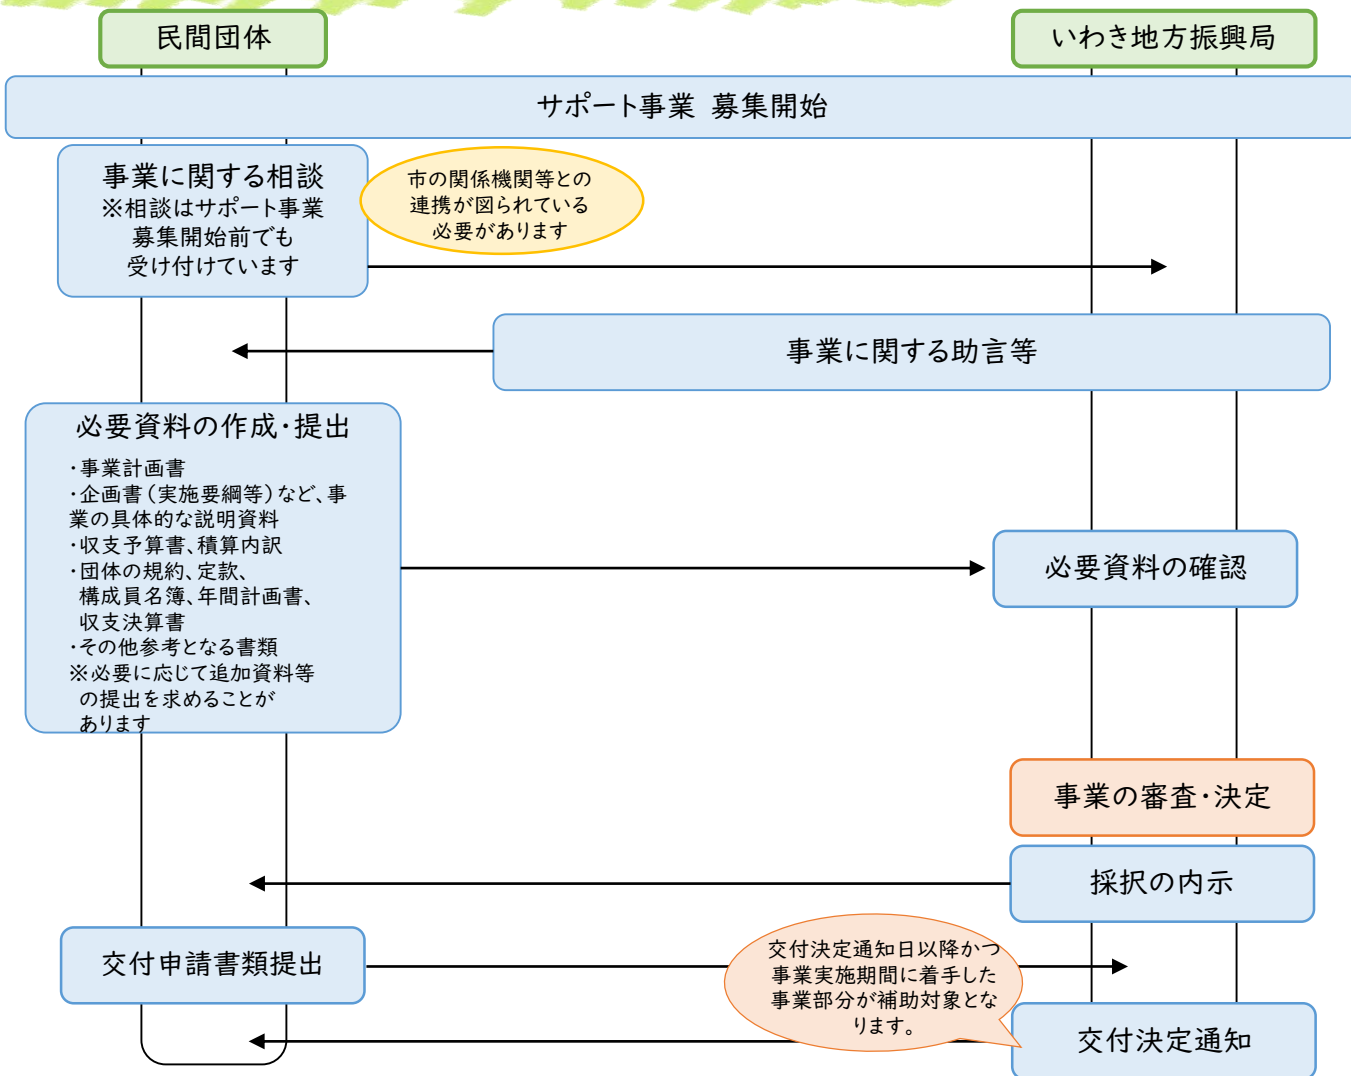 民間団体
いわき地方振興局
サポート事業 募集開始
事業に関する相談
※相談はサポート事業
募集開始前でも
受け付けています
市の関係機関等との
連携が図られている
必要があります
事業に関する助言等
必要資料の作成・提出
・事業計画書
・企画書（実施要綱等）など、事
業の具体的な説明資料
・収支予算書、積算内訳
・団体の規約、定款、
構成員名簿、年間計画書、
収支決算書
・その他参考となる書類
※必要に応じて追加資料等
の提出を求めることが
あります
必要資料の確認
事業の審査・決定
採択の内示
交付申請書類提出
交付決定通知日以降かつ
事業実施期間に着手した
事業部分が補助対象とな
ります。
交付決定通知